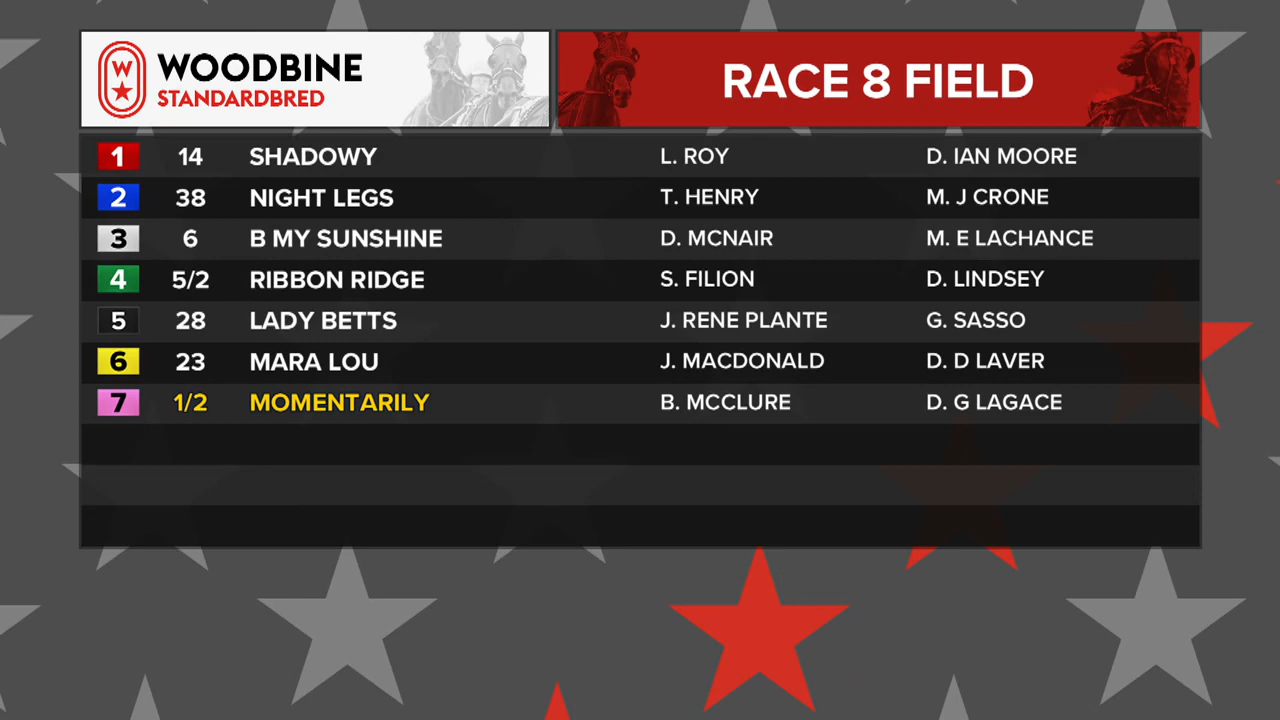 W
WOODBINE
STANDARDBRED
RACE 8 FIELD
1 14 SHADOWY L. ROY D. IAN MOORE
2 38 NIGHT LEGS T. HENRY M. J CRONE
3 6 B MY SUNSHINE D. MCNAIR M. E LACHANCE
4 5/2 RIBBON RIDGE S. FILION D. LINDSEY
5 28 LADY BETTS J. RENE PLANTE G. SASSO
6 23 MARA LOU J. MACDONALD D. D LAVER
7 1/2 MOMENTARILY B. MCCLURE D. G LAGACE